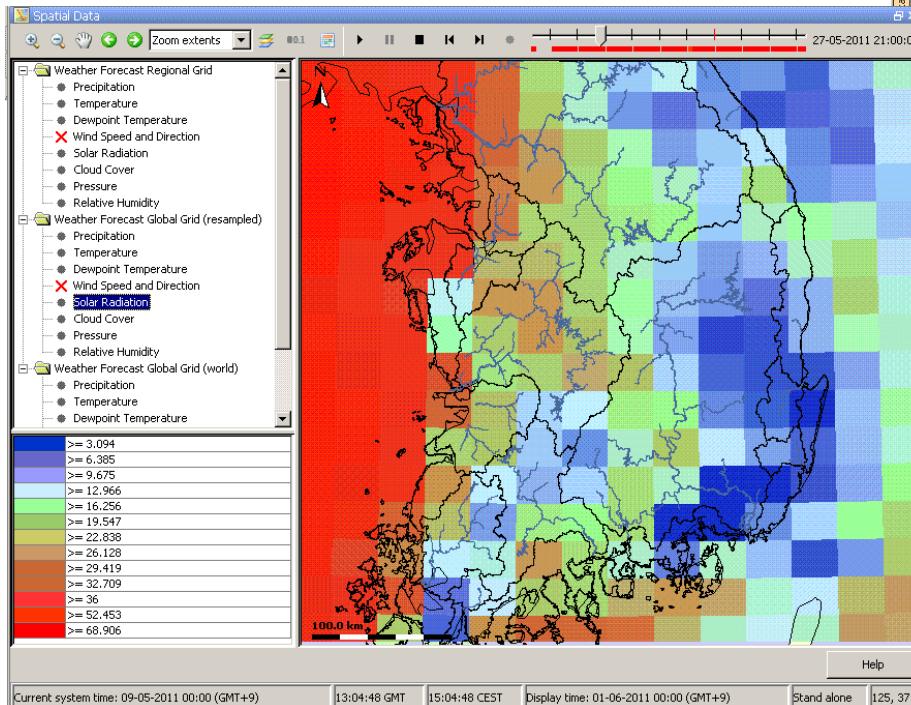 Spatial Data
Zoom extents
27-05-2011 21:00:0
Weather Forecast Regional Grid
Precipitation
Temperature
Dewpoint Temperature
Wind Speed and Direction
Solar Radiation
Cloud Cover
Pressure
Relative Humidity
Weather Forecast Global Grid (resampled)
Precipitation
Temperature
Dewpoint Temperature
Wind Speed and Direction
Solar Radiation
Cloud Cover
Pressure
Relative Humidity
Weather Forecast Global Grid (world)
Precipitation
Temperature
Dewpoint Temperature
>= 3.094
>= 6.385
>= 9.675
>= 12.966
>= 16.256
>= 19.547
>= 22.838
>= 26.128
>= 29.419
>= 32.709
>= 36
>= 52.453
>= 68.906
N
100.0 km
Help
Current system time: 09-05-2011 00:00 (GMT+9)
13:04:48 GMT
15:04:48 CEST
Display time: 01-06-2011 00:00 (GMT+9)
Stand alone
125, 37